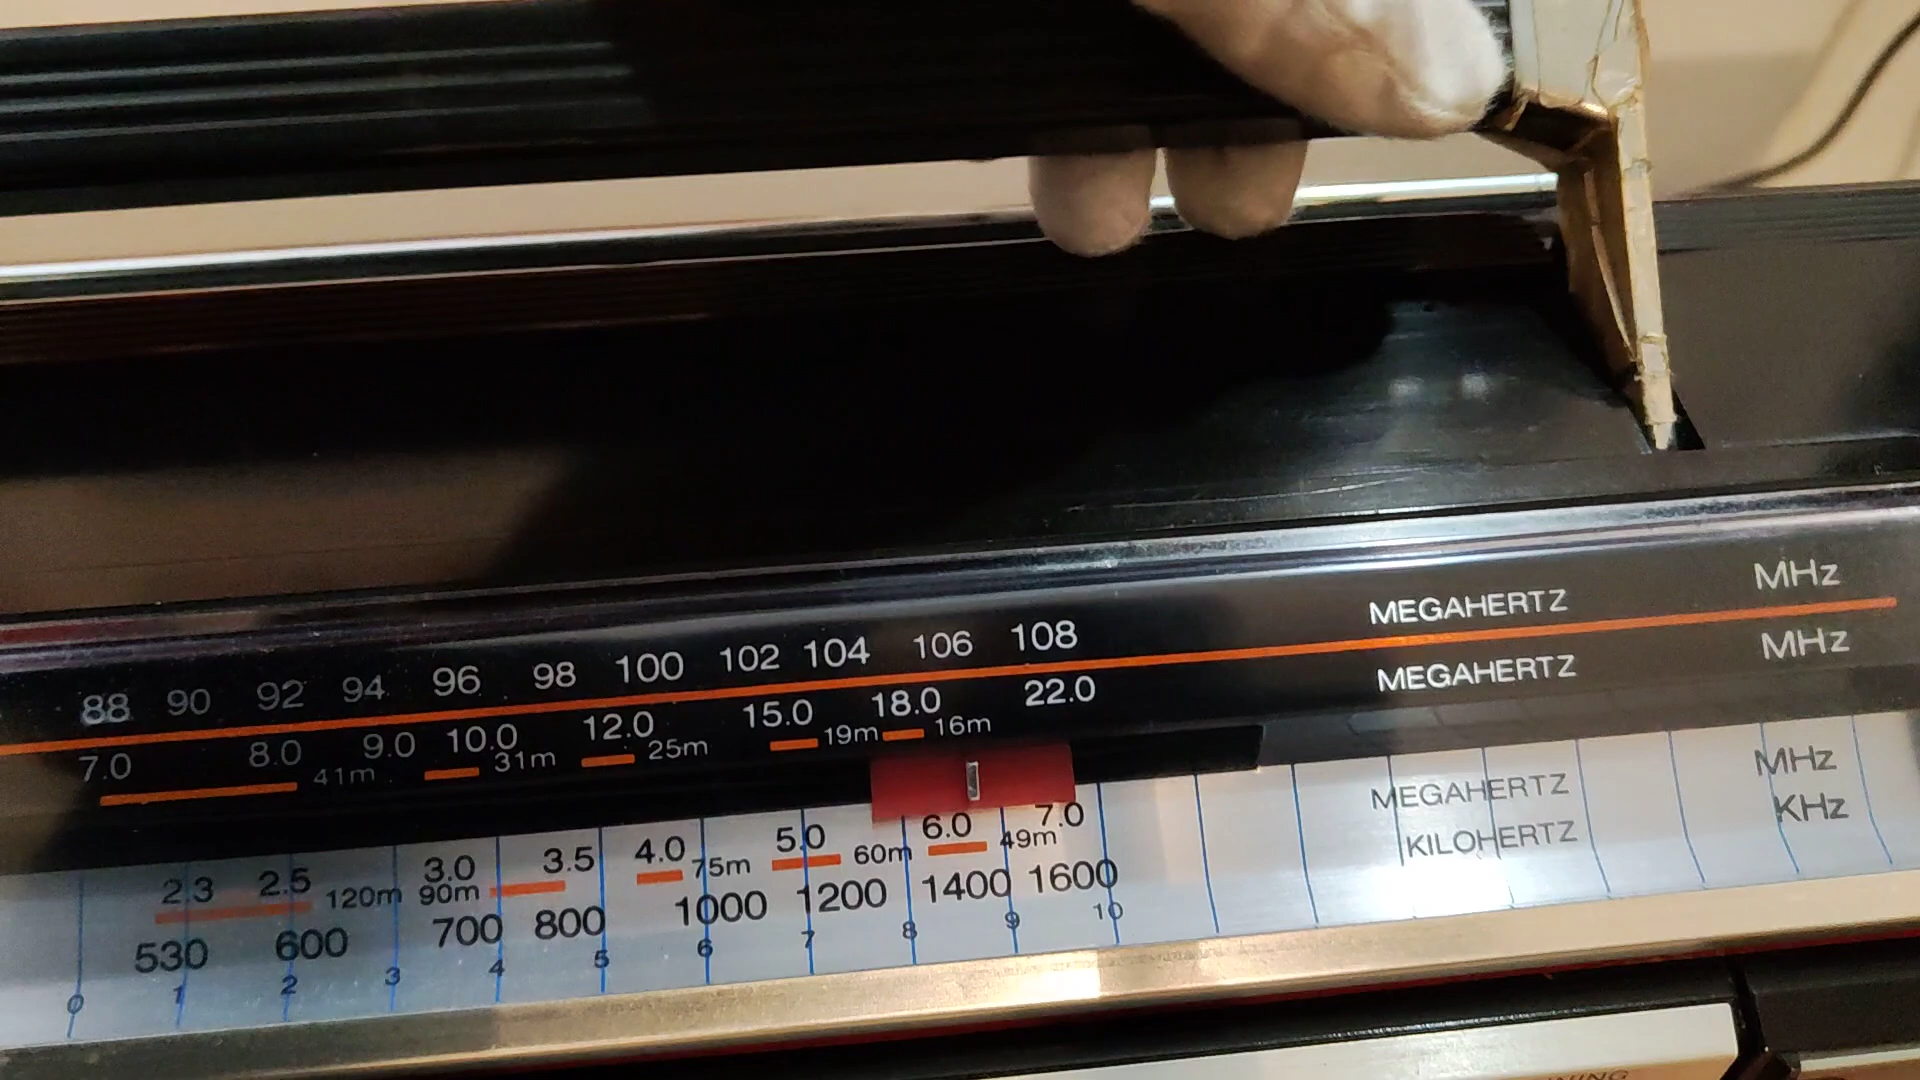 88 90 92 94 96 98 100 102 104 106 108 MEGAHERTZ MHz
7.0 8.0 9.0 10.0 12.0 15.0 18.0 22.0 MEGAHERTZ MHz
41m 31m 25m 19m 16m
2.3 2.5 3.0 3.5 4.0 5.0 6.0 7.0 MEGAHERTZ MHz
120m 90m 75m 60m 49m
530 600 700 800 1000 1200 1400 1600 KILOHERTZ KHz
0 1 2 3 4 5 6 7 8 9 10